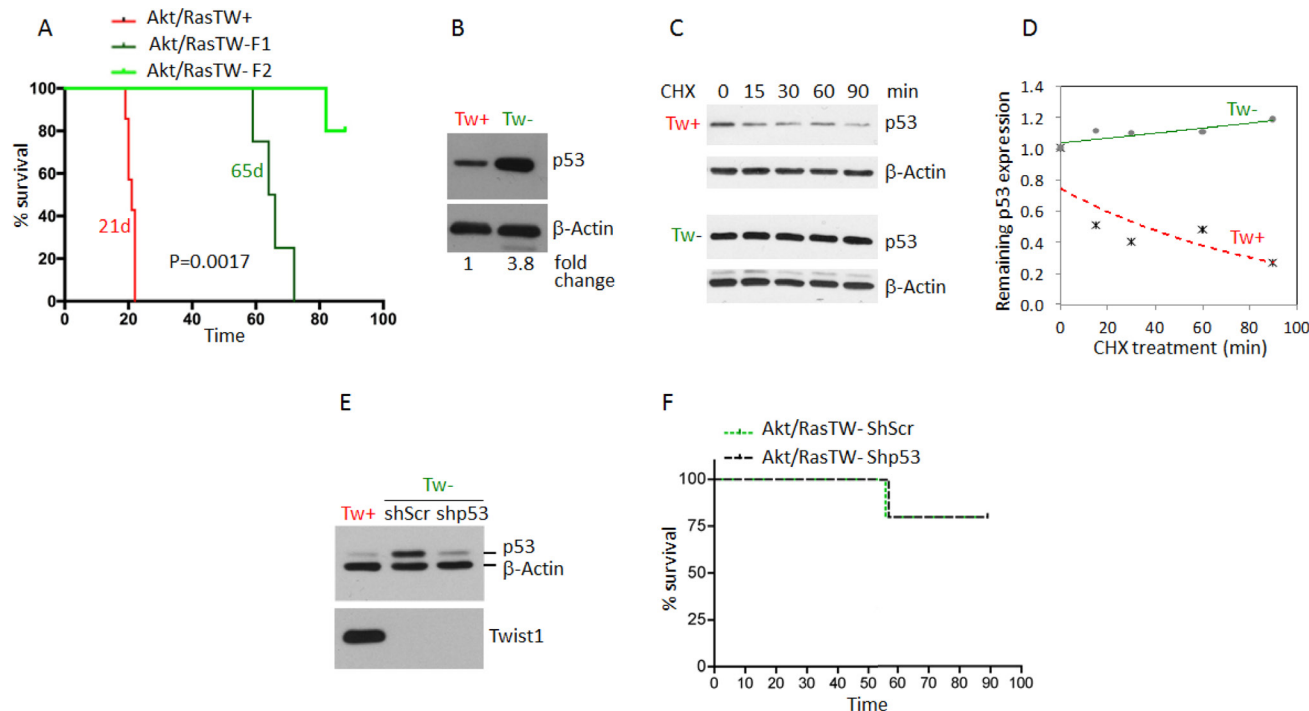 A
Akt/RasTW+
Akt/RasTW-F1
Akt/RasTW- F2
100
80
60
40
20
0
% survival
21d
65d
P=0.0017
0 20 40 60 80 100
Time
B
Tw+ Tw-
p53
β-Actin
1 3.8 fold change
C
CHX 0 15 30 60 90 min
Tw+ p53
β-Actin
Tw- p53
β-Actin
D
1.4
1.2
1.0
0.8
0.6
0.4
0.2
0.0
Remaining p53 expression
Tw-
Tw+
0 20 40 60 80 100
CHX treatment (min)
E
Tw-
Tw+ shScr shp53
p53
β-Actin
Twist1
F
Akt/RasTW- ShScr
Akt/RasTW- Shp53
100
75
50
25
0
% survival
0 10 20 30 40 50 60 70 80 90 100
Time